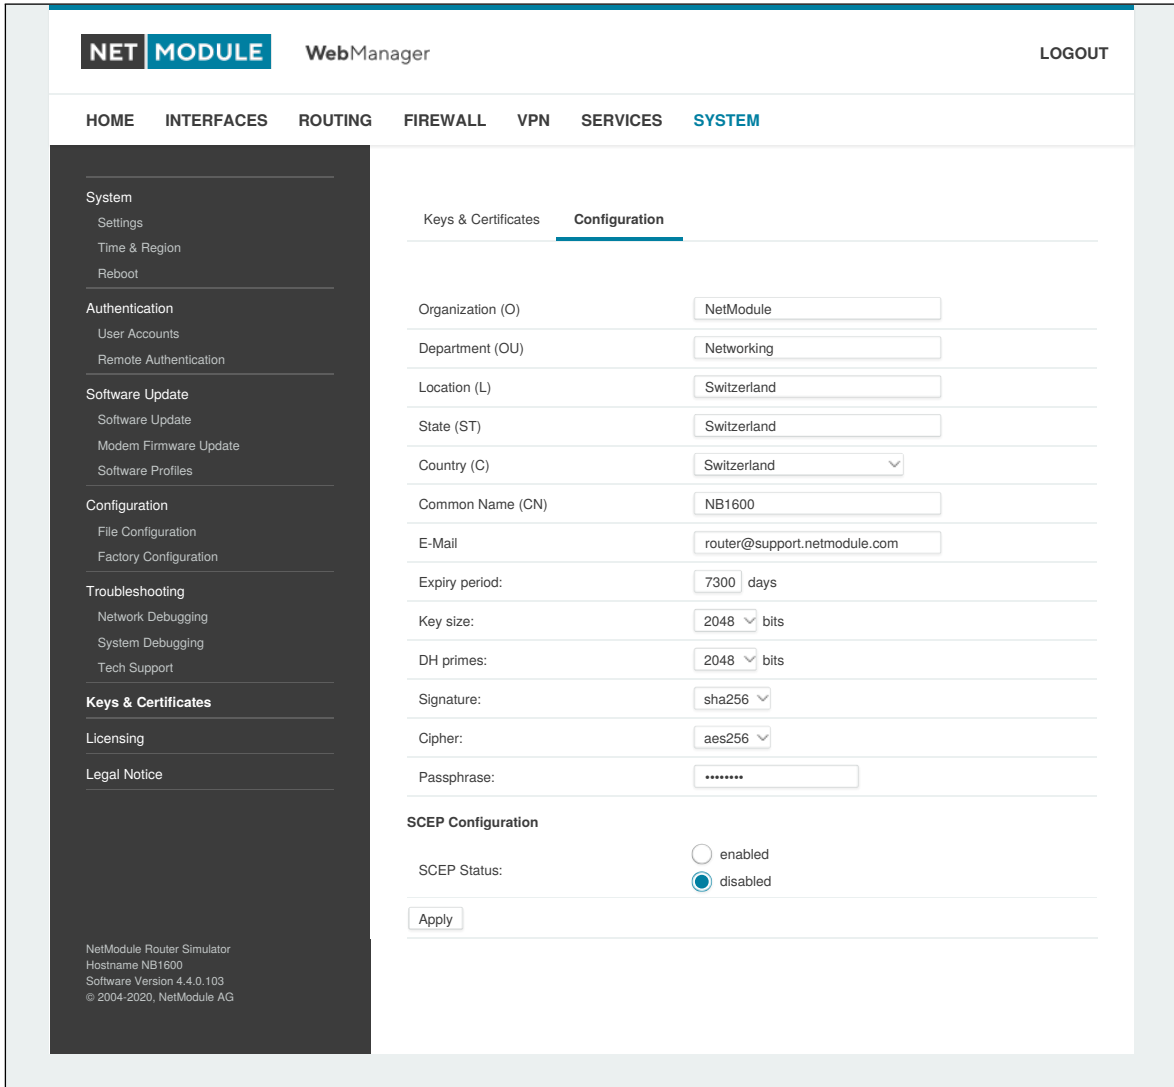 NET MODULE WebManager LOGOUT
HOME INTERFACES ROUTING FIREWALL VPN SERVICES SYSTEM
System
Settings
Time & Region
Reboot
Authentication
User Accounts
Remote Authentication
Software Update
Software Update
Modem Firmware Update
Software Profiles
Configuration
File Configuration
Factory Configuration
Troubleshooting
Network Debugging
System Debugging
Tech Support
Keys & Certificates
Licensing
Legal Notice
NetModule Router Simulator
Hostname NB1600
Software Version 4.4.0.103
© 2004-2020, NetModule AG
Keys & Certificates Configuration
Organization (O) NetModule
Department (OU) Networking
Location (L) Switzerland
State (ST) Switzerland
Country (C) Switzerland
Common Name (CN) NB1600
E-Mail router@support.netmodule.com
Expiry period: 7300 days
Key size: 2048 bits
DH primes: 2048 bits
Signature: sha256
Cipher: aes256
Passphrase: ••••••••
SCEP Configuration
SCEP Status: enabled
disabled
Apply